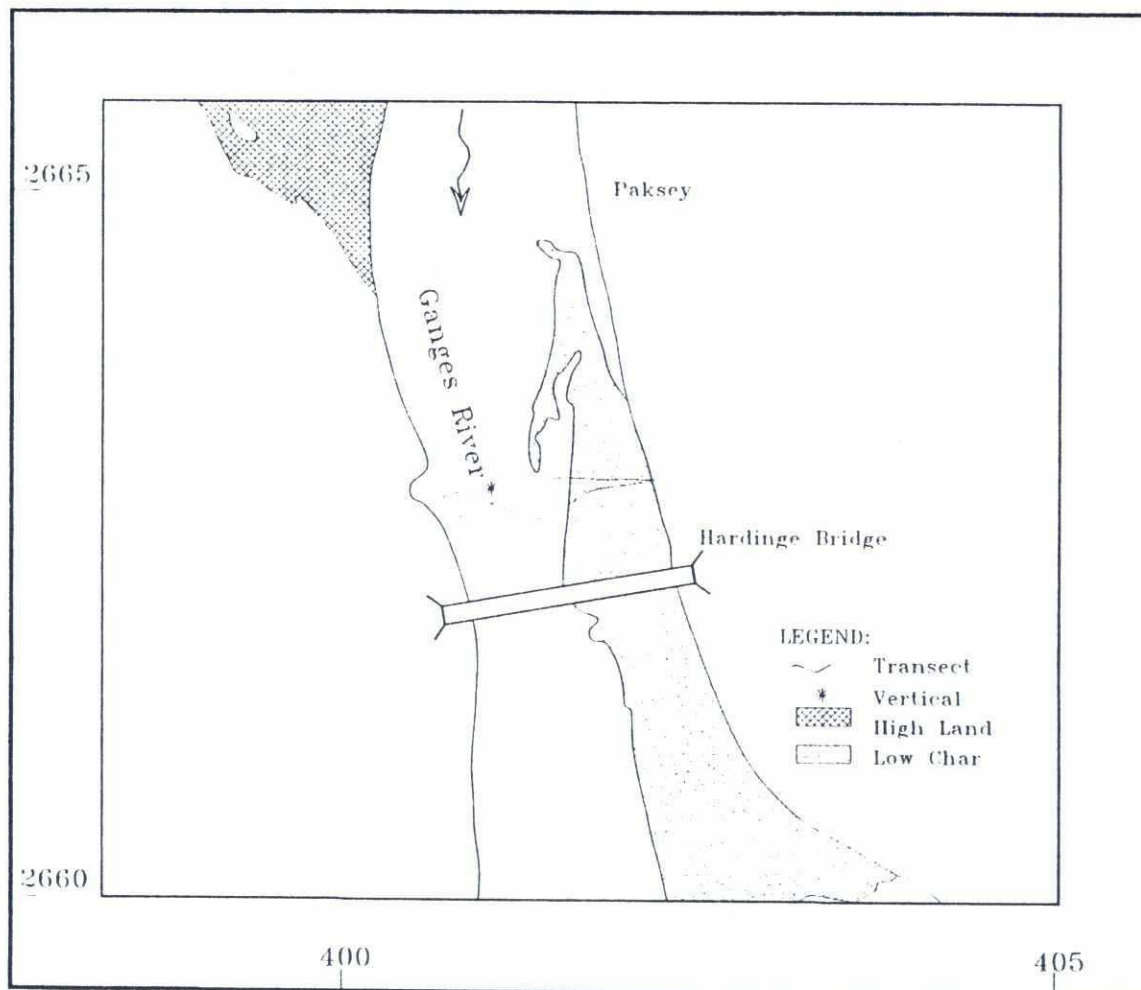 2665
Paksey
Ganges River
Hardinge Bridge
LEGEND:
Transect
Vertical
High Land
Low Char
2660
400
405